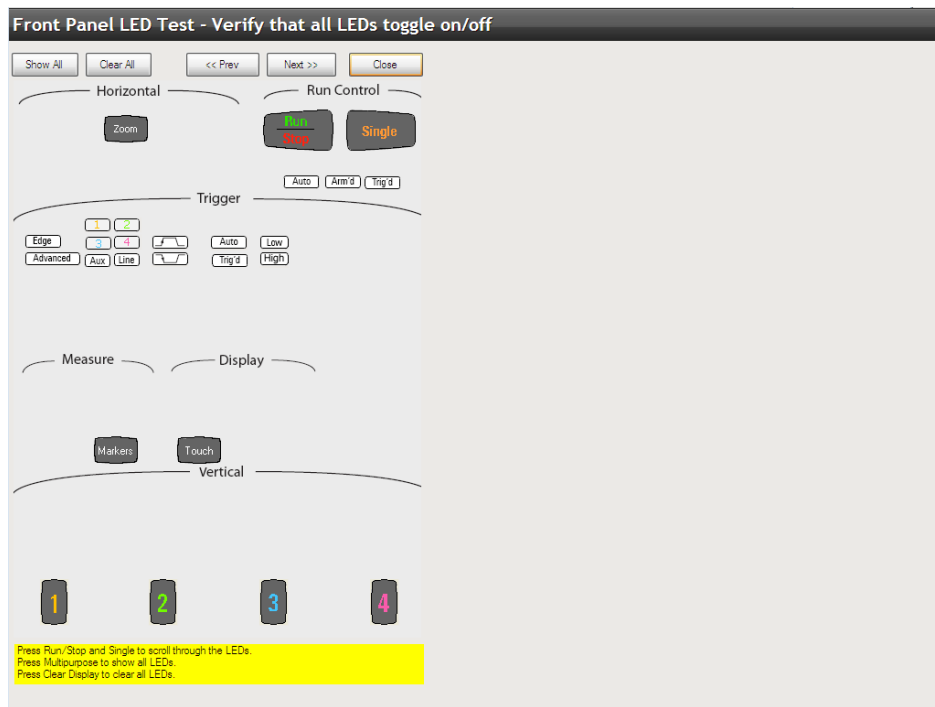 Front Panel LED Test - Verify that all LEDs toggle on/off
Show All Clear All << Prev Next >> Close
Horizontal Run Control
Zoom Run Stop Single
Auto Arm'd Trig'd
Trigger
1 2
Edge 3 4 Auto Low
Advanced Aux Line Trig'd High
Measure Display
Markers Touch
Vertical
1 2 3 4
Press Run/Stop and Single to scroll through the LEDs.
Press Multipurpose to show all LEDs.
Press Clear Display to clear all LEDs.